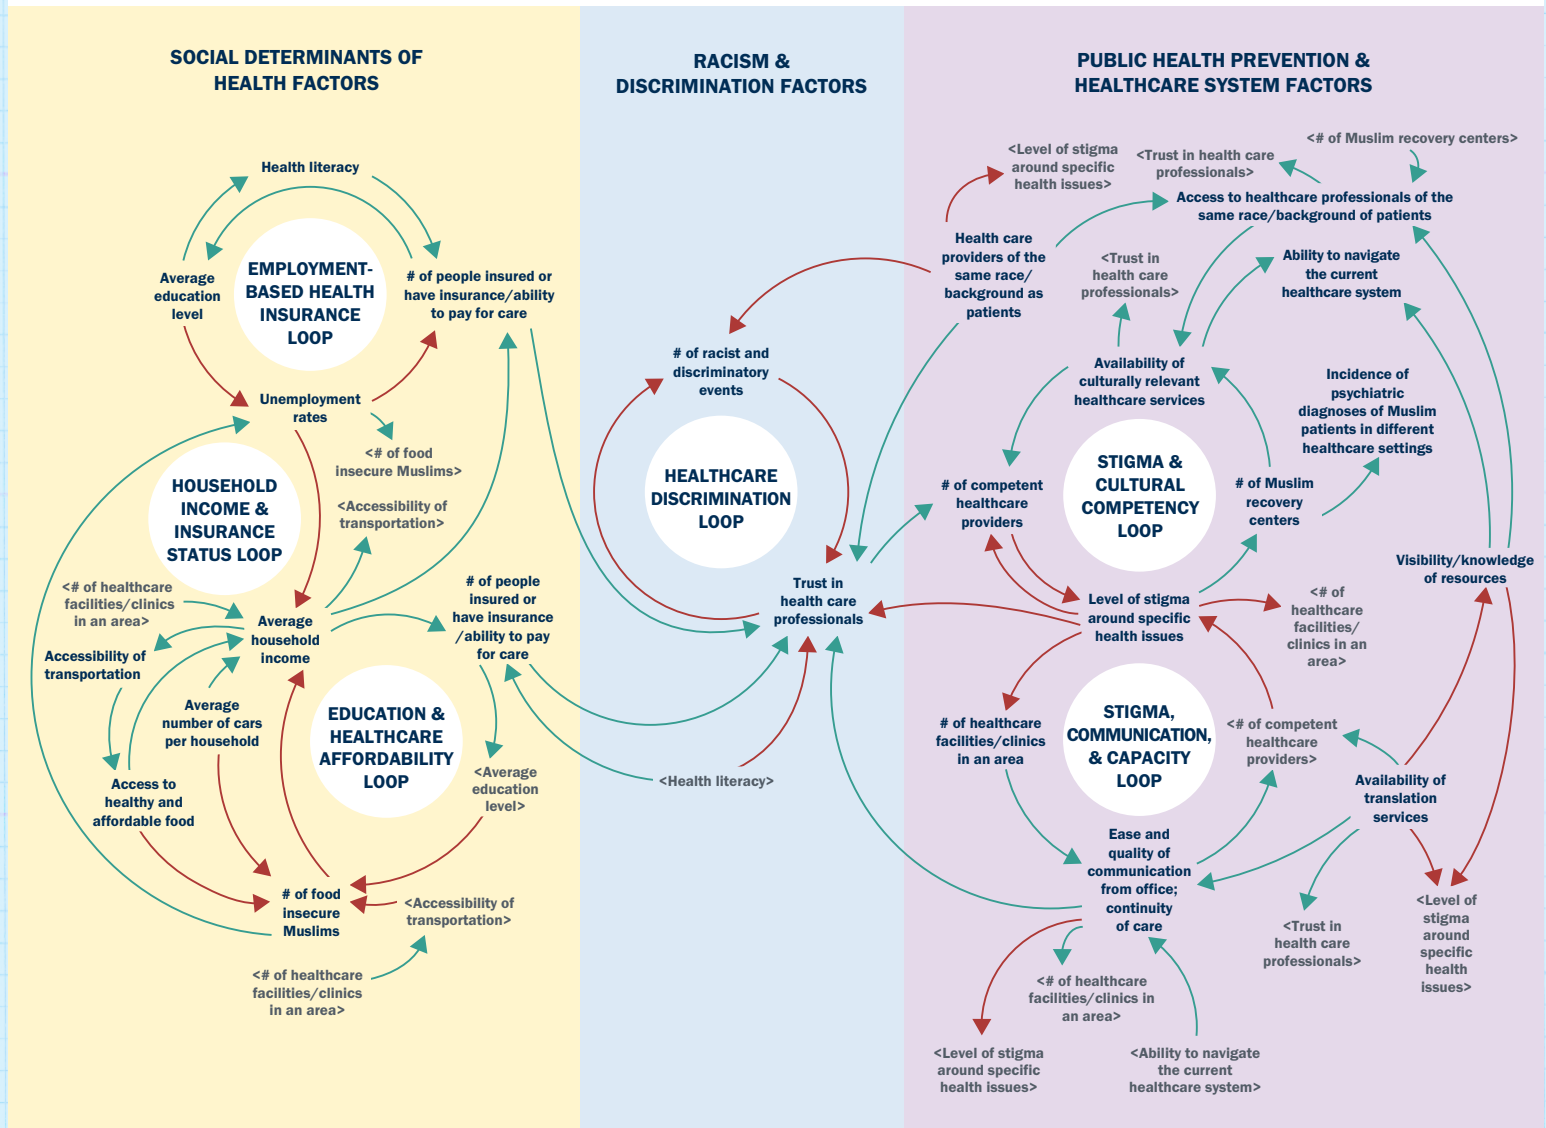 SOCIAL DETERMINANTS OF
HEALTH FACTORS
Health literacy
Average
education
level
EMPLOYMENT-
BASED HEALTH
INSURANCE
LOOP
# of people insured or
have insurance/ability
to pay for care
Unemployment
rates
<# of food
insecure Muslims>
HOUSEHOLD
INCOME &
INSURANCE
STATUS LOOP
<Accessibility of
transportation>
<# of healthcare
facilities/clinics
in an area>
Average
household
income
# of people
insured or
have insurance
/ability to pay
for care
Accessibility of
transportation
Average
number of cars
per household
EDUCATION &
HEALTHCARE
AFFORDABILITY
LOOP
Access to
healthy and
affordable food
<Average
education
level>
# of food
insecure
Muslims
<Accessibility of
transportation>
<# of healthcare
facilities/clinics
in an area>
RACISM &
DISCRIMINATION FACTORS
# of racist and
discriminatory
events
HEALTHCARE
DISCRIMINATION
LOOP
Trust in
health care
professionals
<Health literacy>
PUBLIC HEALTH PREVENTION &
HEALTHCARE SYSTEM FACTORS
<Level of stigma
around specific
health issues>
<Trust in health care
professionals>
<# of Muslim recovery centers>
Access to healthcare professionals of the
same race/background of patients
Health care
providers of the
same race/
background as
patients
<Trust in
health care
professionals>
Ability to navigate
the current
healthcare system
Availability of
culturally relevant
healthcare services
Incidence of
psychiatric
diagnoses of Muslim
patients in different
healthcare settings
# of competent
healthcare
providers
STIGMA &
CULTURAL
COMPETENCY
LOOP
# of Muslim
recovery
centers
Visibility/knowledge
of resources
Level of stigma
around specific
health issues
<# of
healthcare
facilities/
clinics in an
area>
# of healthcare
facilities/clinics
in an area
STIGMA,
COMMUNICATION,
& CAPACITY
LOOP
<# of competent
healthcare
providers>
Availability of
translation
services
Ease and
quality of
communication
from office;
continuity
of care
<Trust in
health care
professionals>
<Level of
stigma
around
specific
health
issues>
<# of healthcare
facilities/clinics in
an area>
<Level of stigma
around specific
health issues>
<Ability to navigate
the current
healthcare system>